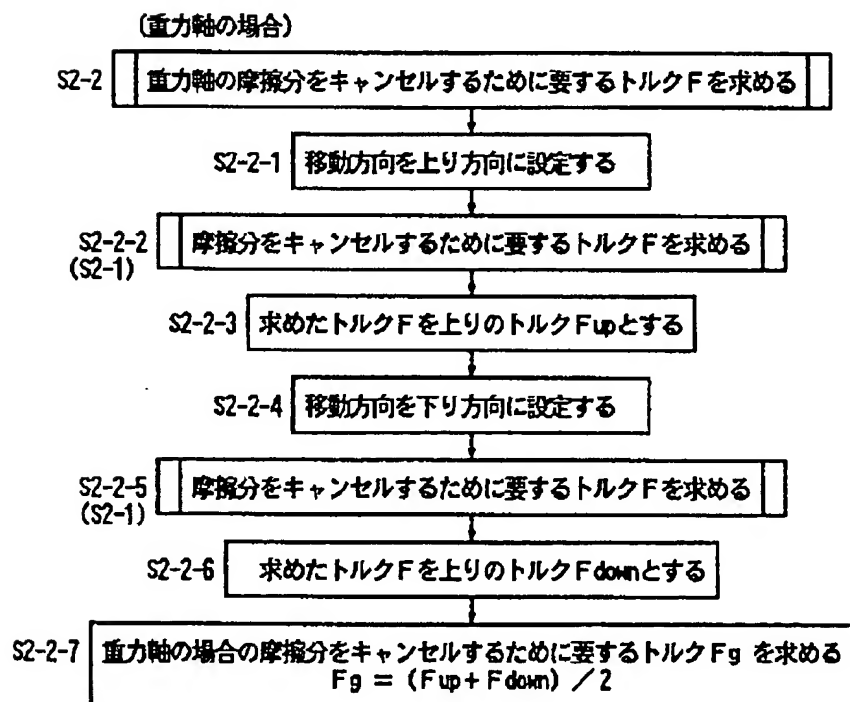 (重力軸の場合)
S2-2 重力軸の摩擦分をキャンセルするために要するトルクFを求める
S2-2-1 移動方向を上り方向に設定する
S2-2-2 摩擦分をキャンセルするために要するトルクFを求める
(S2-1)
S2-2-3 求めたトルクFを上りのトルクFupとする
S2-2-4 移動方向を下り方向に設定する
S2-2-5 摩擦分をキャンセルするために要するトルクFを求める
(S2-1)
S2-2-6 求めたトルクFを上りのトルクFdownとする
S2-2-7 重力軸の場合の摩擦分をキャンセルするために要するトルクFg を求める
Fg = (Fup+Fdown) /2